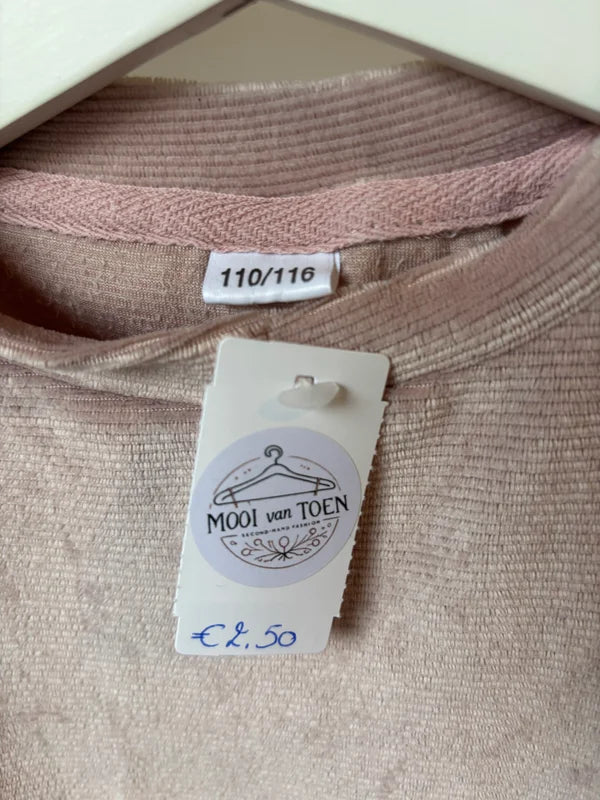 110/116
MOOI van TOEN
SECOND-HAND FASHION
€2,50